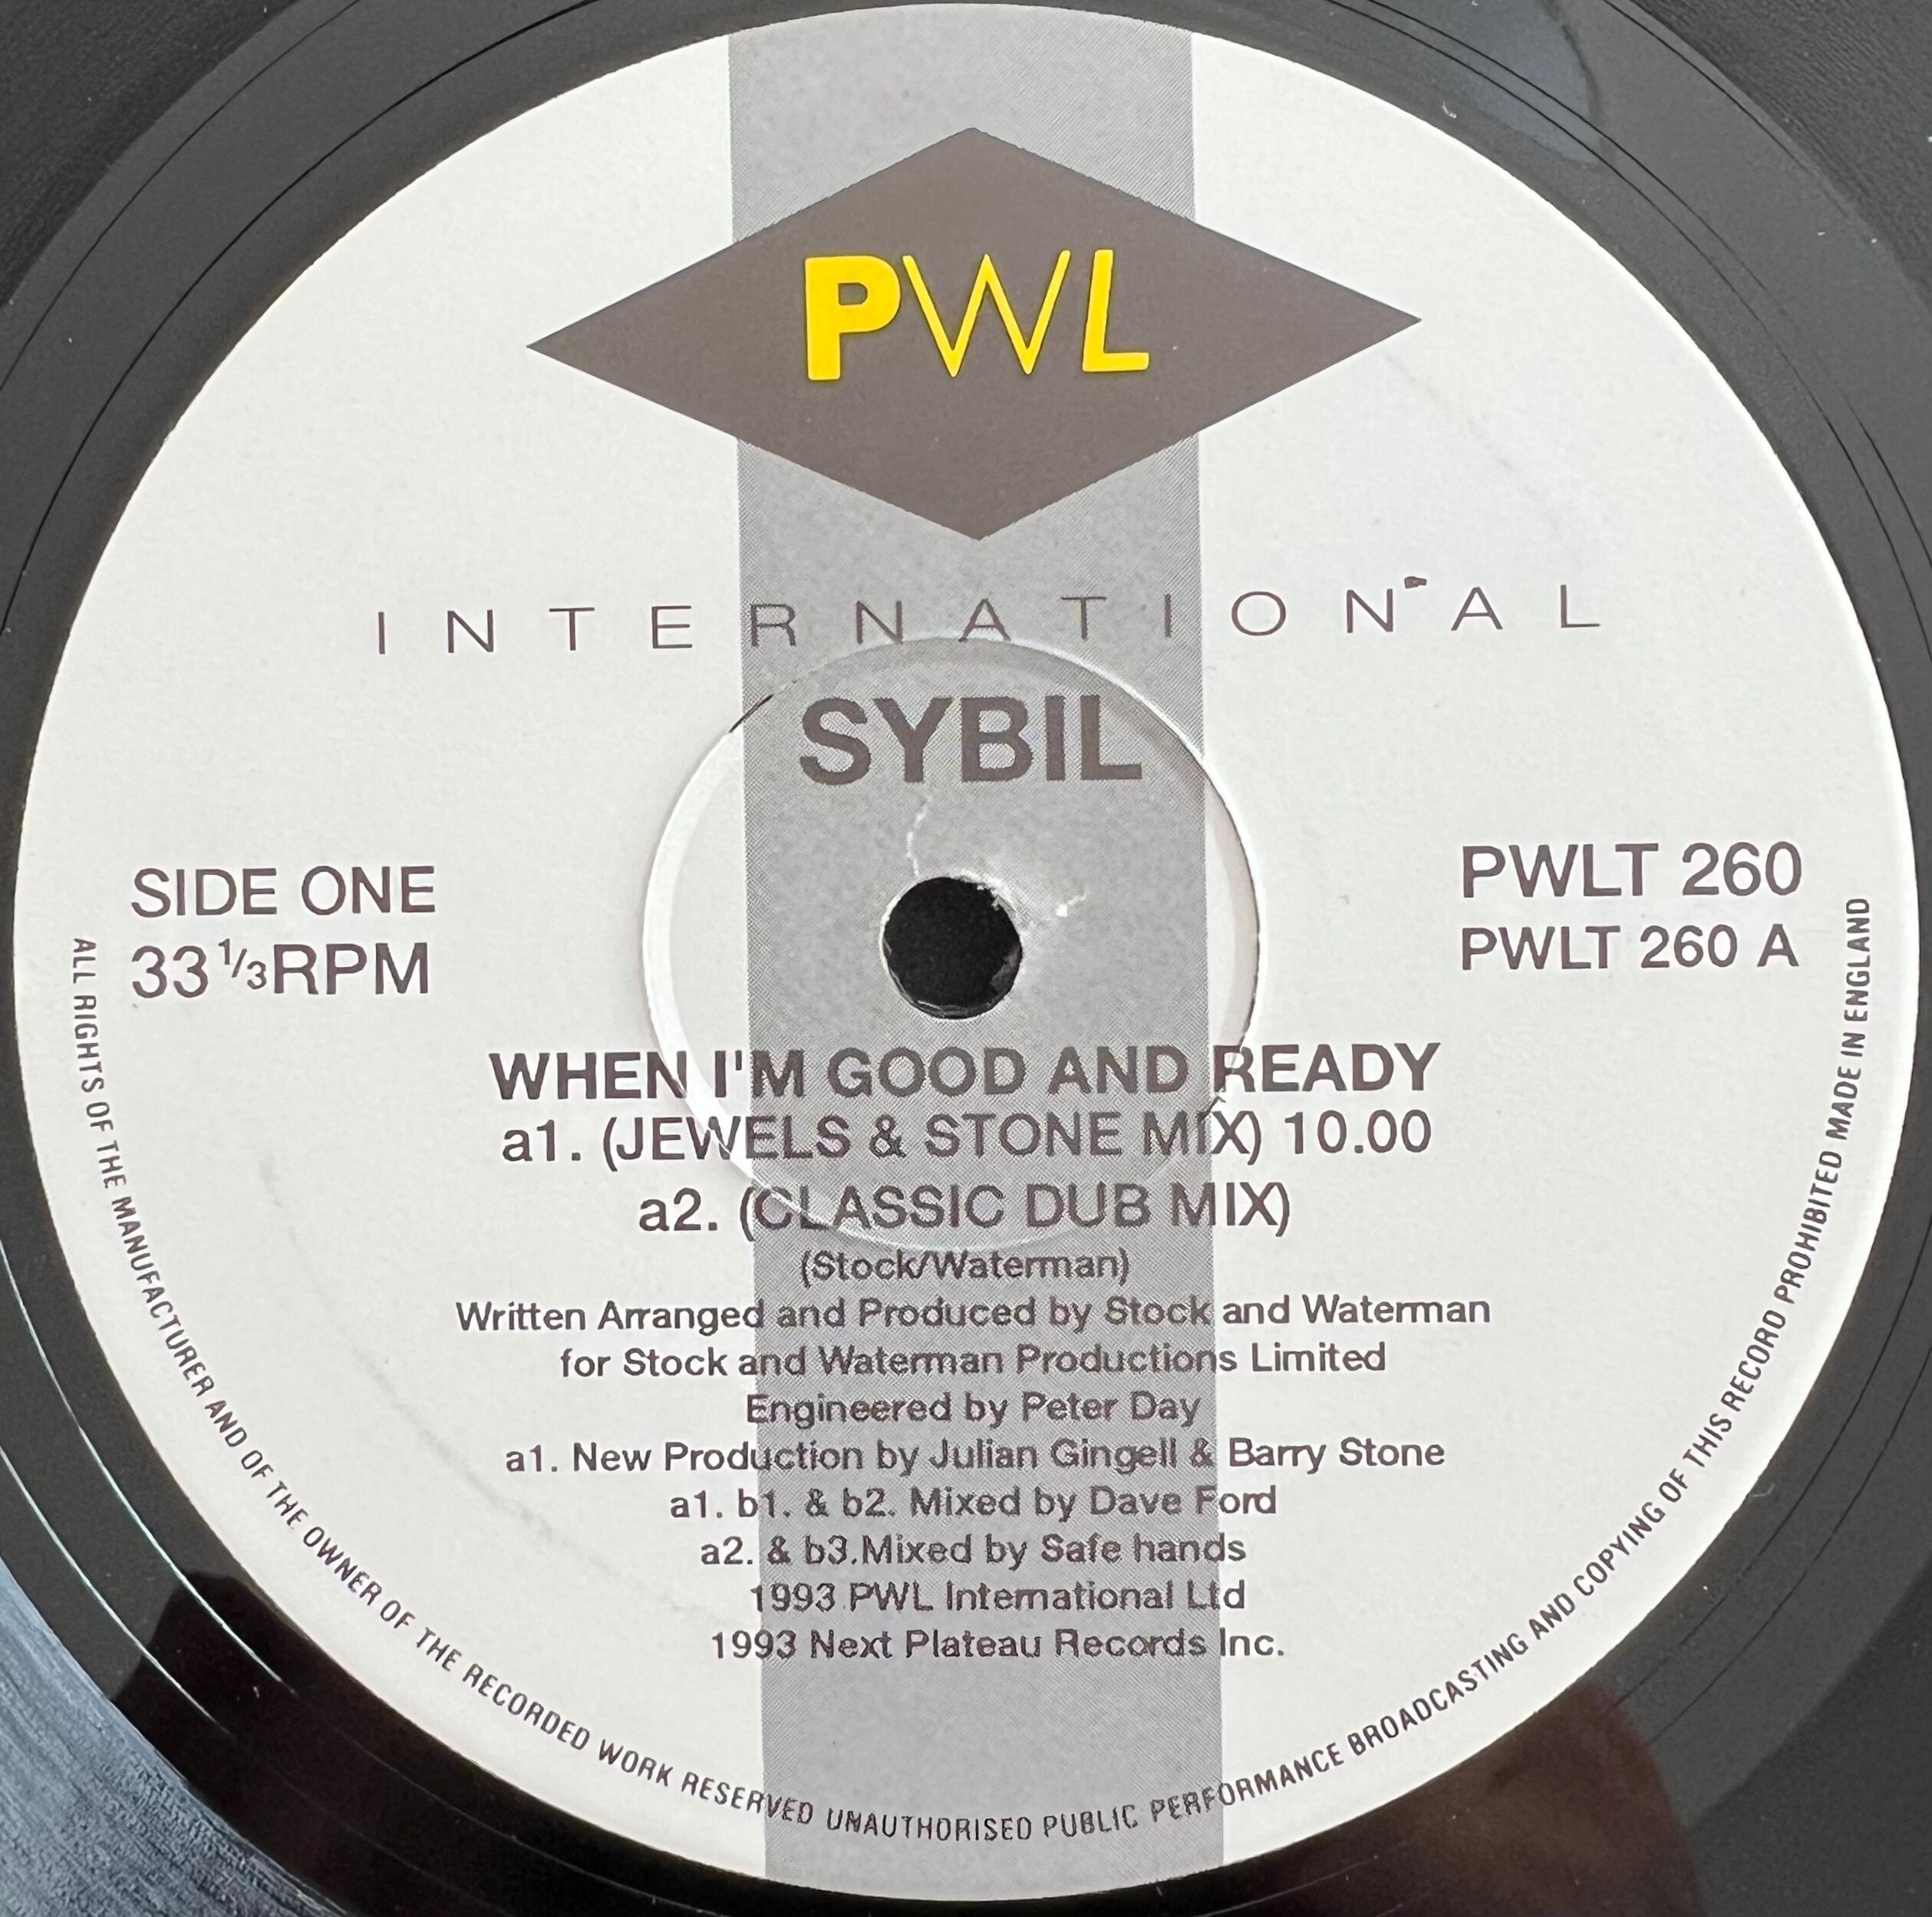 PWL
INTERNATIONAL
SYBIL
SIDE ONE
33 1/3 RPM
PWLT 260
PWLT 260 A
WHEN I'M GOOD AND READY
a1. (JEWELS & STONE MIX) 10.00
a2. (CLASSIC DUB MIX)
(Stock/Waterman)
Written Arranged and Produced by Stock and Waterman
for Stock and Waterman Productions Limited
Engineered by Peter Day
a1. New Production by Julian Gingell & Barry Stone
a1. b1. & b2. Mixed by Dave Ford
a2. & b3.Mixed by Safe hands
1993 PWL International Ltd
1993 Next Plateau Records Inc.
ALL RIGHTS OF THE MANUFACTURER AND OF THE OWNER OF THE RECORDED WORK RESERVED UNAUTHORISED PUBLIC PERFORMANCE BROADCASTING AND COPYING OF THIS RECORD PROHIBITED MADE IN ENGLAND